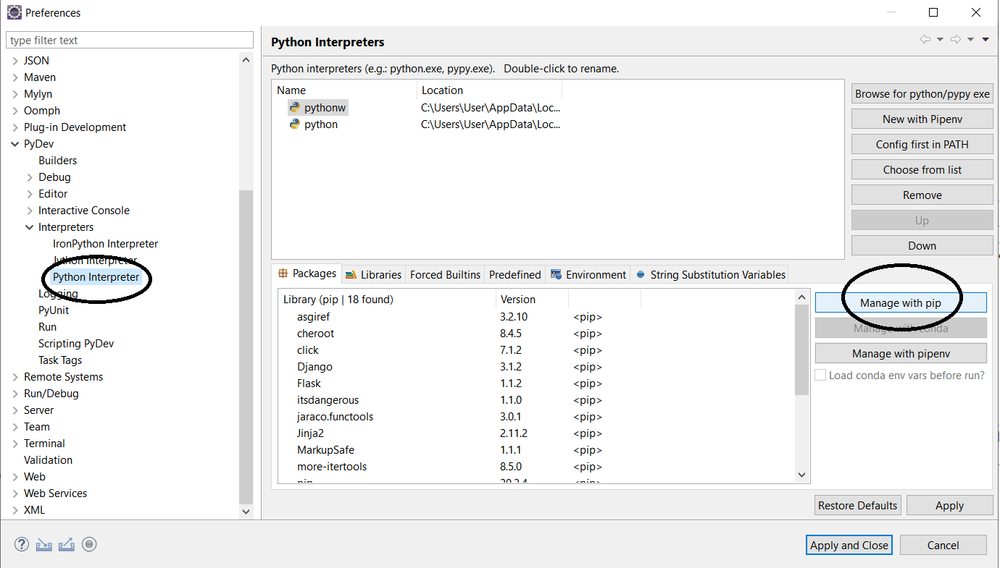 Preferences
type filter text
JSON
Maven
Mylyn
Oomph
Plug-in Development
PyDev
Builders
Debug
Editor
Interactive Console
Interpreters
IronPython Interpreter
Jython Interpreter
Python Interpreter
Logging
PyUnit
Run
Scripting PyDev
Task Tags
Remote Systems
Run/Debug
Server
Team
Terminal
Validation
Web
Web Services
XML
Python Interpreters
Python interpreters (e.g.: python.exe, pypy.exe).   Double-click to rename.
Name Location
pythonw C:\Users\User\AppData\Loc...
python C:\Users\User\AppData\Loc...
Browse for python/pypy exe
New with Pipenv
Config first in PATH
Choose from list
Remove
Up
Down
Packages Libraries Forced Builtins Predefined Environment String Substitution Variables
Library (pip | 18 found) Version
asgiref 3.2.10 <pip>
cheroot 8.4.5 <pip>
click 7.1.2 <pip>
Django 3.1.2 <pip>
Flask 1.1.2 <pip>
itsdangerous 1.1.0 <pip>
jaraco.functools 3.0.1 <pip>
Jinja2 2.11.2 <pip>
MarkupSafe 1.1.1 <pip>
more-itertools 8.5.0 <pip>
pip 20.2.4 <pip>
Manage with pip
Manage with conda
Manage with pipenv
Load conda env vars before run?
Restore Defaults Apply
Apply and Close Cancel